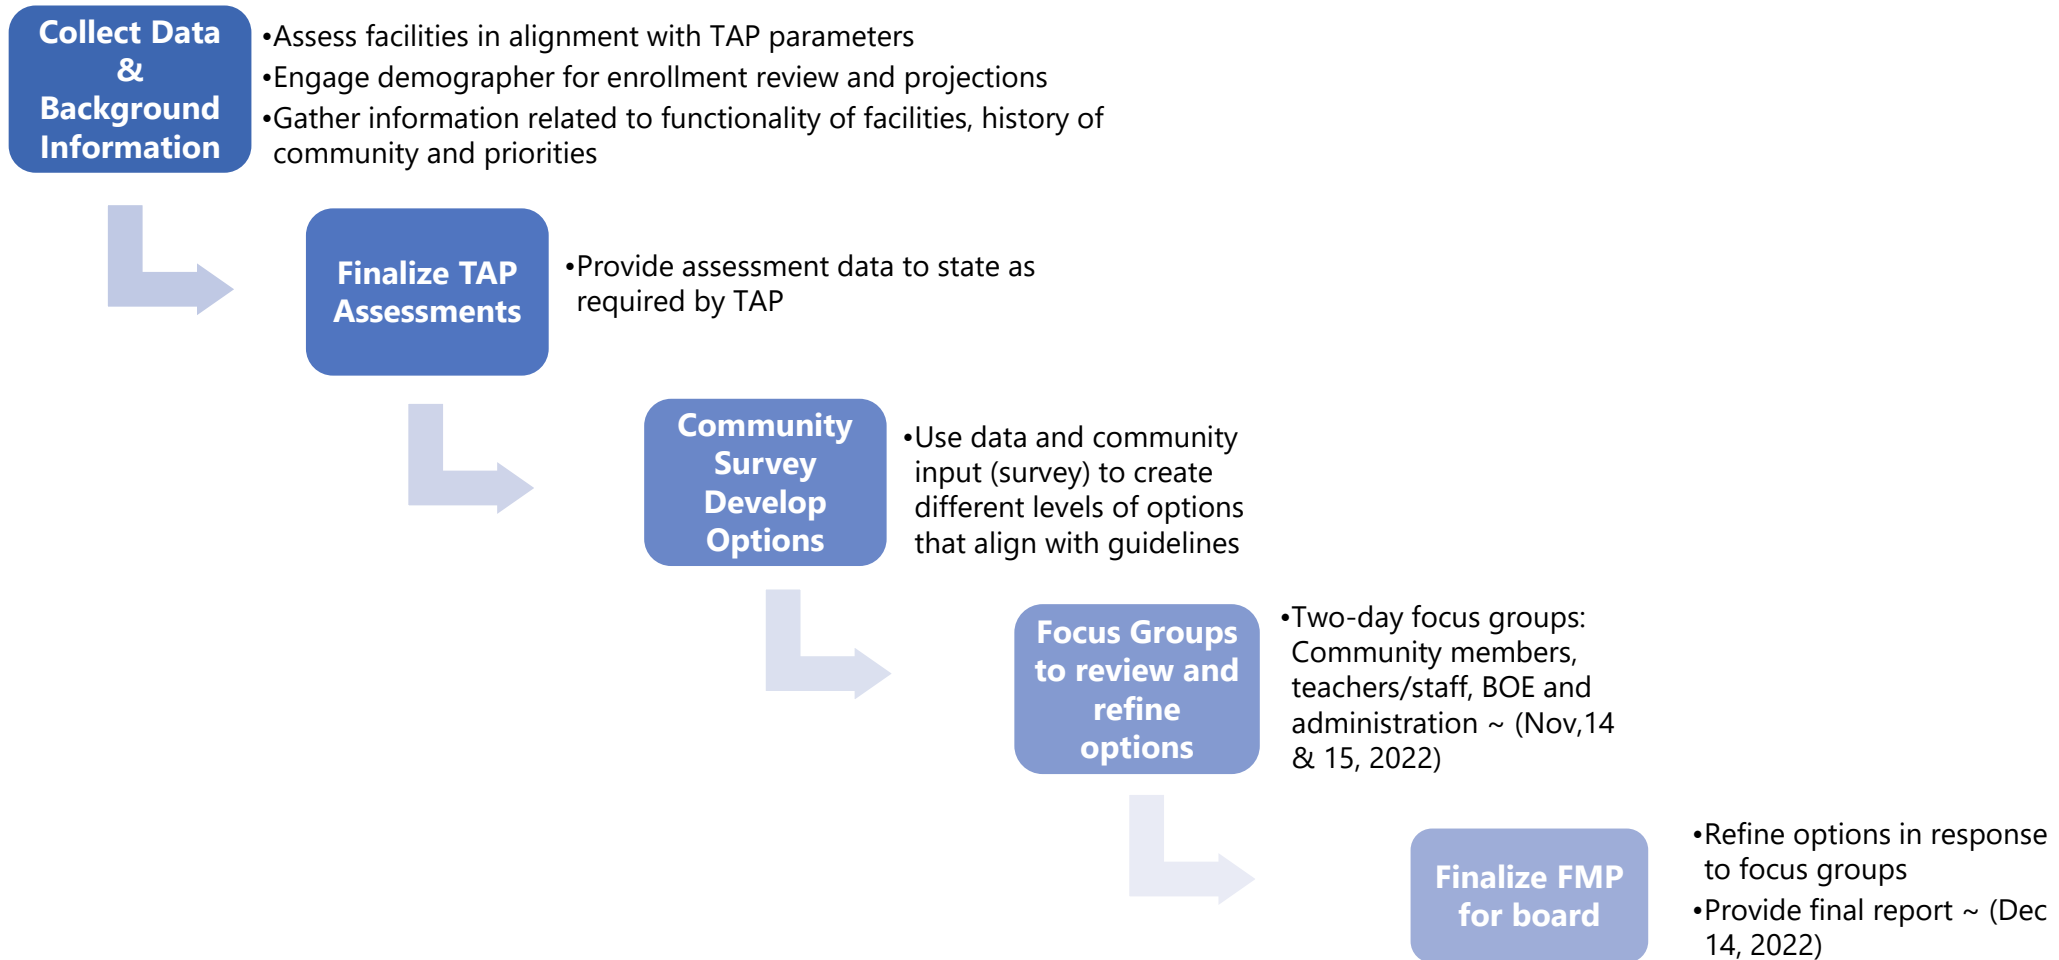 Collect Data
&
Background
Information
•Assess facilities in alignment with TAP parameters
•Engage demographer for enrollment review and projections
•Gather information related to functionality of facilities, history of
community and priorities
Finalize TAP
Assessments
•Provide assessment data to state as
required by TAP
Community
Survey
Develop
Options
•Use data and community
input (survey) to create
different levels of options
that align with guidelines
Focus Groups
to review and
refine
options
•Two-day focus groups:
Community members,
teachers/staff, BOE and
administration ~ (Nov,14
& 15, 2022)
Finalize FMP
for board
•Refine options in response
to focus groups
•Provide final report ~ (Dec
14, 2022)